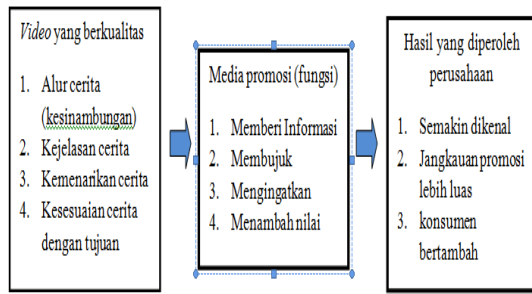 Video yang berkualitas
1. Alur cerita
(kesinambungan)
2. Kejelasan cerita
3. Kemenarikan cerita
4. Kesesuaian cerita
dengan tujuan
Media promosi (fungsi)
1. Memberi Informasi
2. Membujuk
3. Mengingatkan
4. Menambah nilai
Hasil yang diperoleh
perusahaan
1. Semakin dikenal
2. Jangkauan promosi
lebih luas
3. konsumen
bertambah